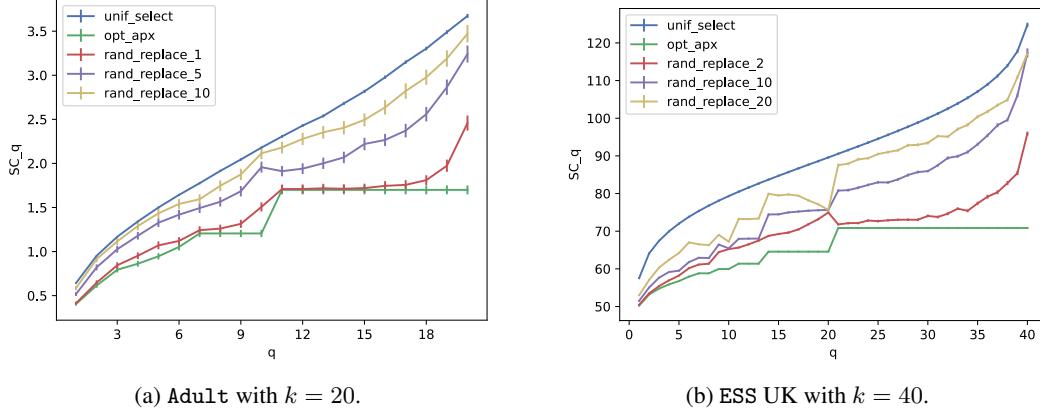 3.5
3.0
2.5
2.0
1.5
1.0
0.5
SC_q
unif_select
opt_apx
rand_replace_1
rand_replace_5
rand_replace_10
3 6 9 12 15 18
q
(a) Adult with k = 20.
120
110
100
90
80
70
60
50
SC_q
unif_select
opt_apx
rand_replace_2
rand_replace_10
rand_replace_20
0 5 10 15 20 25 30 35 40
q
(b) ESS UK with k = 40.